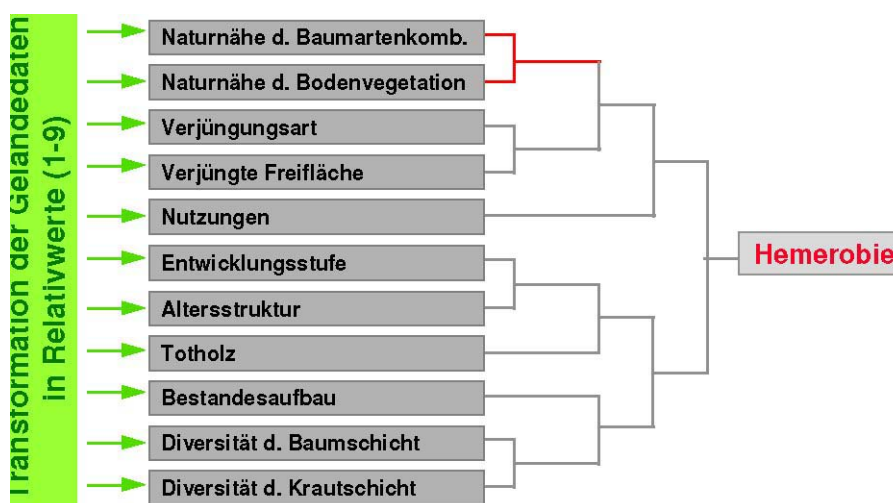 Transformation der Geländedaten
in Relativwerte (1-9)
Naturnähe d. Baumartenkomb.
Naturnähe d. Bodenvegetation
Verjüngungsart
Verjüngte Freifläche
Nutzungen
Entwicklungsstufe
Altersstruktur
Totholz
Bestandesaufbau
Diversität d. Baumschicht
Diversität d. Krautschicht
Hemerobie